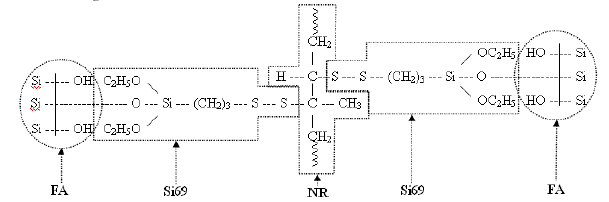 CH₂
Si OH C₂H₅O H C S S (CH₂)₃ Si OC₂H₅ HO Si
Si O Si (CH₂)₃ S S C CH₃ O Si
Si OH C₂H₅O CH₂ OC₂H₅ HO Si
FA Si69 NR Si69 FA